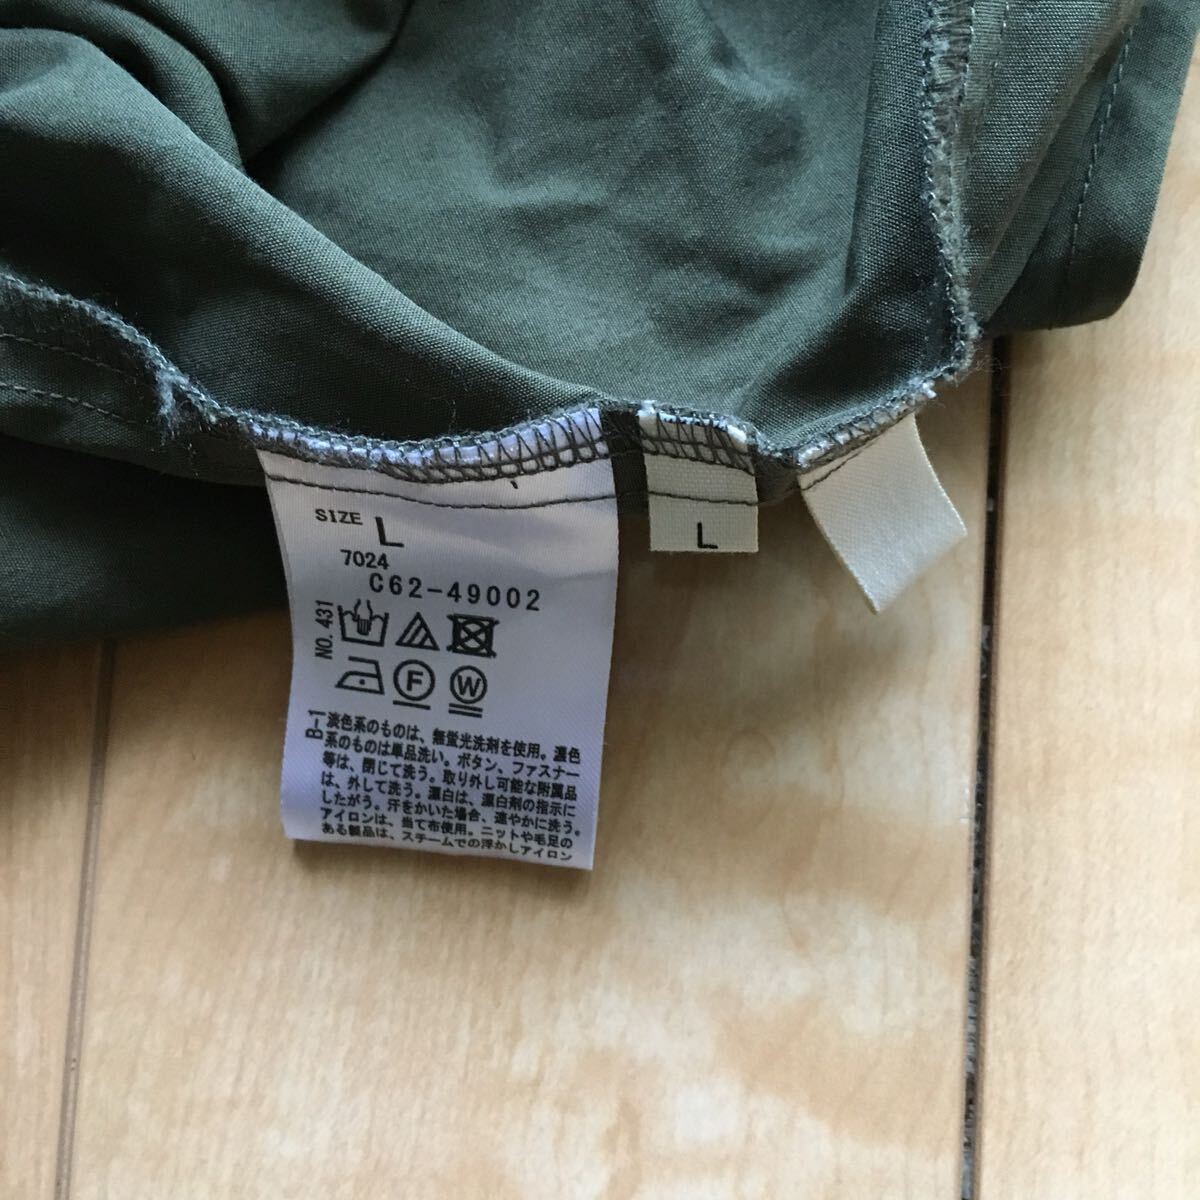 SIZE L
7024
C62-49002
NO. 431
F
W
B-1
淡色系のものは、無蛍光洗剤を使用。濃色
系のものは単品洗い。ボタン、ファスナー
等は、閉じて洗う。取り外し可能な附属品
は、外して洗う。漂白は、漂白剤の指示に
したがう。汗をかいた場合、速やかに洗う。
アイロンは、当て布使用。ニットや毛足の
ある製品は、スチームでの浮かしアイロン
L